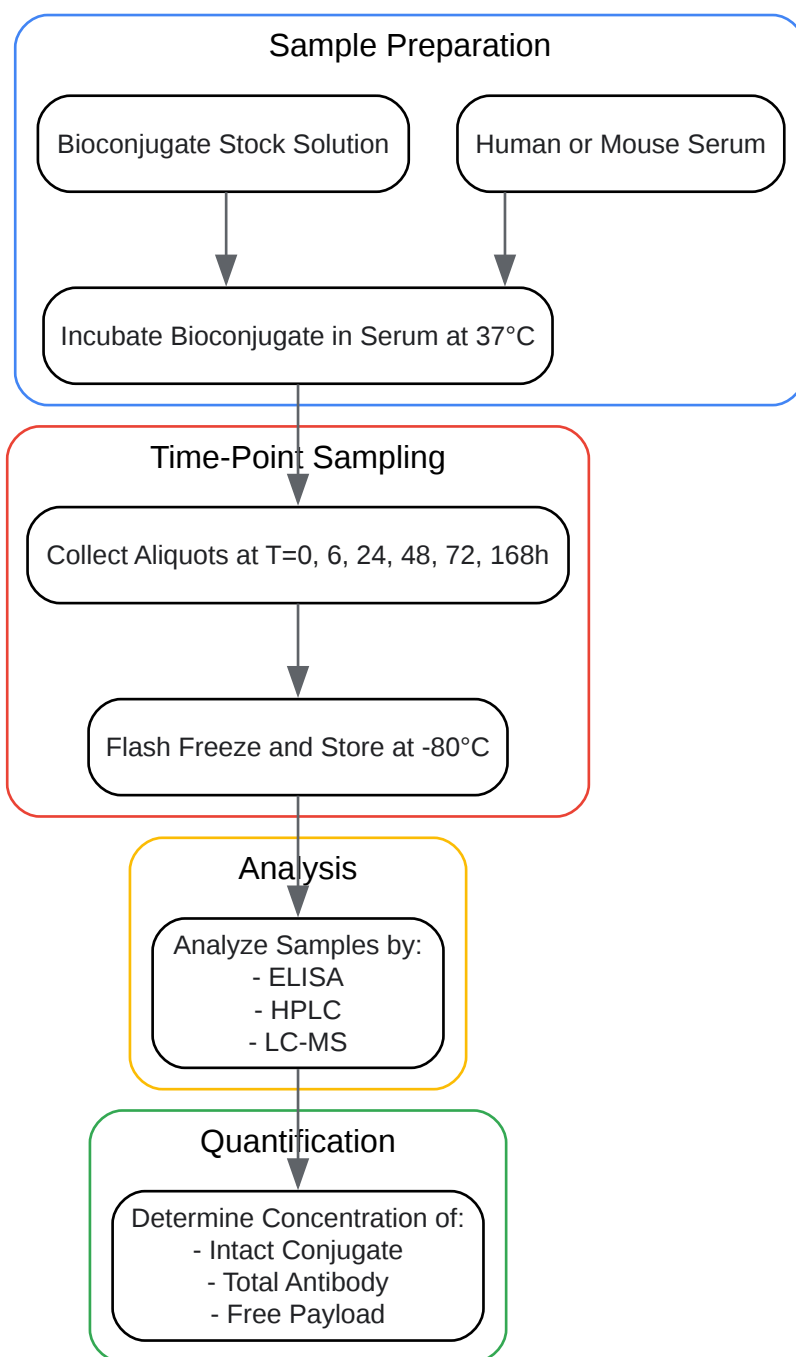 Sample Preparation
Bioconjugate Stock Solution
Human or Mouse Serum
Incubate Bioconjugate in Serum at 37°C
Time-Point Sampling
Collect Aliquots at T=0, 6, 24, 48, 72, 168h
Flash Freeze and Store at -80°C
Analysis
Analyze Samples by:
- ELISA
- HPLC
- LC-MS
Quantification
Determine Concentration of:
- Intact Conjugate
- Total Antibody
- Free Payload